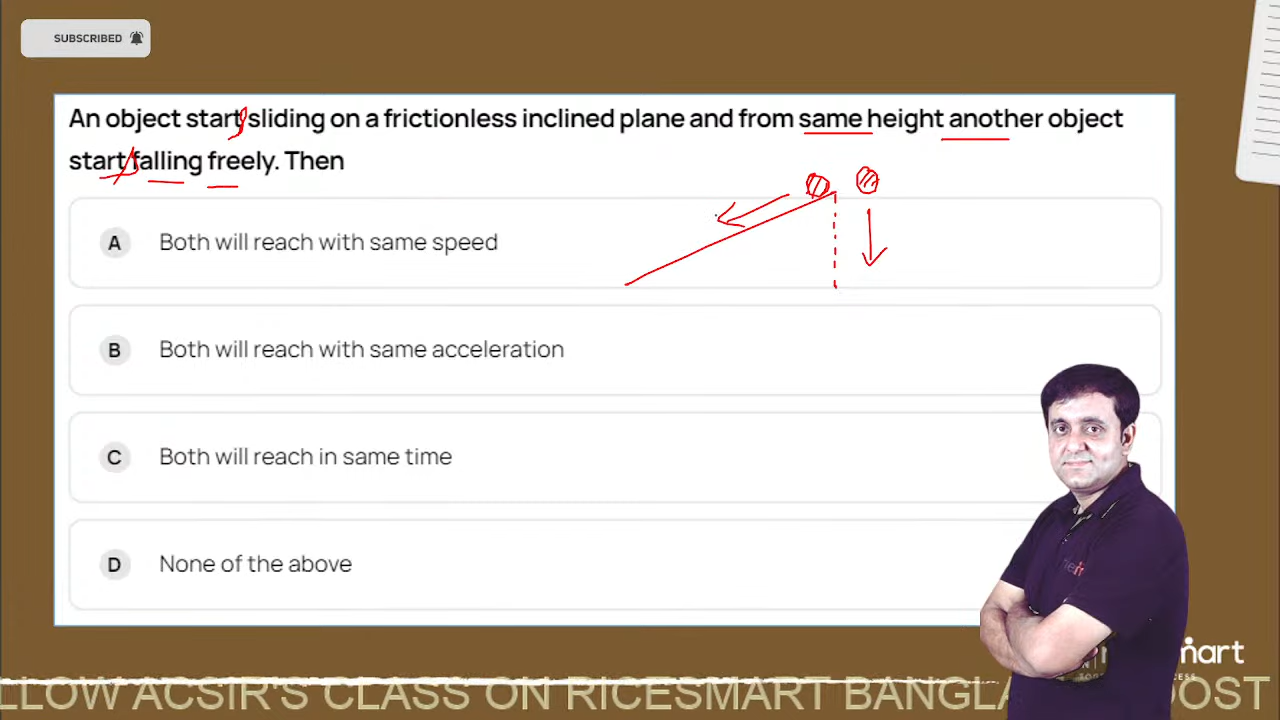 SUBSCRIBED
An object start sliding on a frictionless inclined plane and from same height another object
start falling freely. Then
A Both will reach with same speed
B Both will reach with same acceleration
C Both will reach in same time
D None of the above
LLOW ACSIR'S CLASS ON RICESMART BANGLA OOST